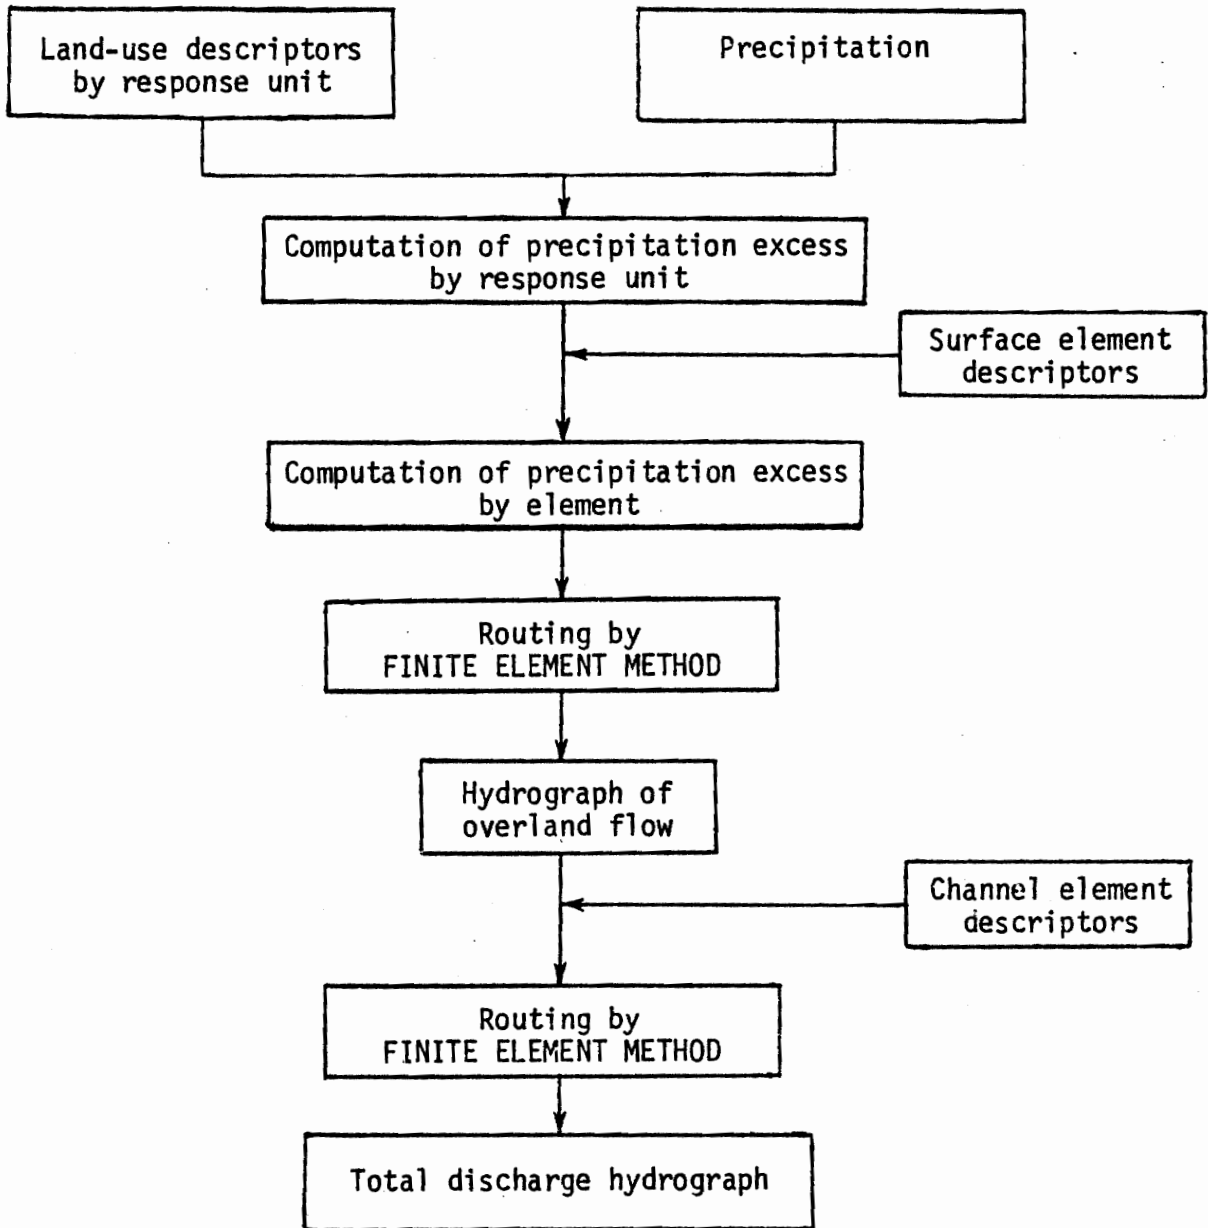 Land-use descriptors
by response unit
Precipitation
Computation of precipitation excess
by response unit
Surface element
descriptors
Computation of precipitation excess
by element
Routing by
FINITE ELEMENT METHOD
Hydrograph of
overland flow
Channel element
descriptors
Routing by
FINITE ELEMENT METHOD
Total discharge hydrograph